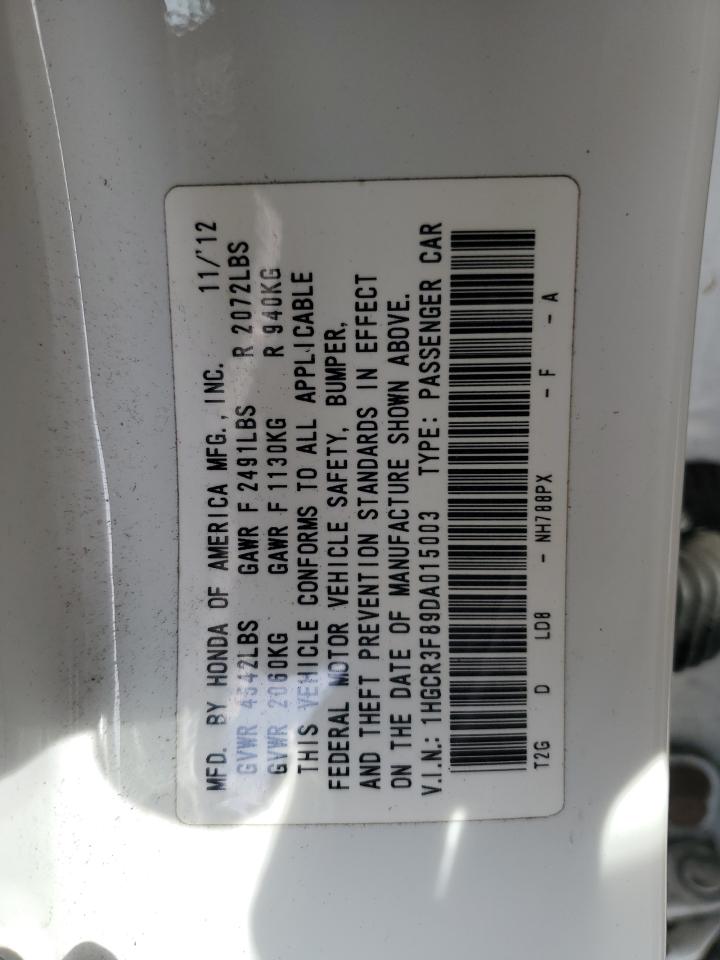 MFD. BY HONDA OF AMERICA MFG., INC. 11/'12
GVWR 4542LBS GAWR F 2491LBS R 2072LBS
GVWR 2060KG GAWR F 1130KG R 940KG
THIS VEHICLE CONFORMS TO ALL APPLICABLE
FEDERAL MOTOR VEHICLE SAFETY, BUMPER,
AND THEFT PREVENTION STANDARDS IN EFFECT
ON THE DATE OF MANUFACTURE SHOWN ABOVE.
V.I.N.: 1HGCR3F89DA015003 TYPE: PASSENGER CAR
T2G D LD8 - NH788PX - F - A